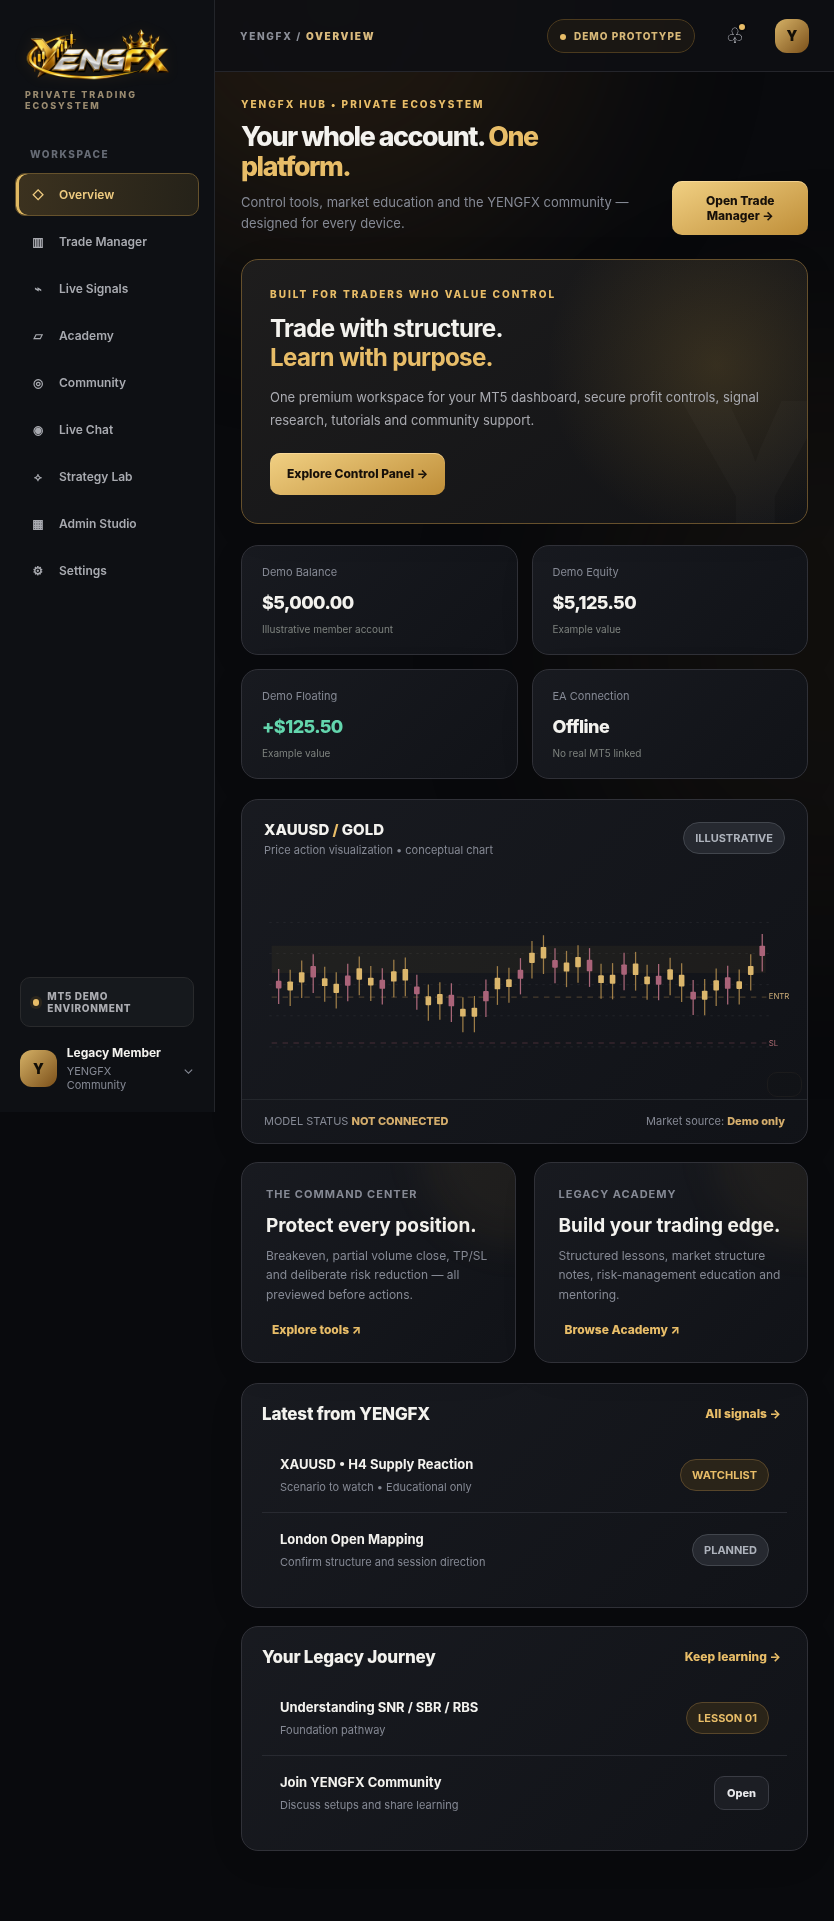 YENGFX
PRIVATE TRADING
ECOSYSTEM
WORKSPACE
Overview
Trade Manager
Live Signals
Academy
Community
Live Chat
Strategy Lab
Admin Studio
Settings
MT5 DEMO
ENVIRONMENT
Y
Legacy Member
YENGFX
Community
YENGFX / OVERVIEW
DEMO PROTOTYPE
Y
YENGFX HUB • PRIVATE ECOSYSTEM
Your whole account. One
platform.
Control tools, market education and the YENGFX community —
designed for every device.
Open Trade
Manager →
BUILT FOR TRADERS WHO VALUE CONTROL
Trade with structure.
Learn with purpose.
One premium workspace for your MT5 dashboard, secure profit controls, signal
research, tutorials and community support.
Explore Control Panel →
Y
Demo Balance
$5,000.00
Illustrative member account
Demo Equity
$5,125.50
Example value
Demo Floating
+$125.50
Example value
EA Connection
Offline
No real MT5 linked
XAUUSD / GOLD
Price action visualization • conceptual chart
ILLUSTRATIVE
ENTR
SL
MODEL STATUS NOT CONNECTED
Market source: Demo only
THE COMMAND CENTER
Protect every position.
Breakeven, partial volume close, TP/SL
and deliberate risk reduction — all
previewed before actions.
Explore tools ↗
LEGACY ACADEMY
Build your trading edge.
Structured lessons, market structure
notes, risk-management education and
mentoring.
Browse Academy ↗
Latest from YENGFX
All signals →
XAUUSD • H4 Supply Reaction
Scenario to watch • Educational only
WATCHLIST
London Open Mapping
Confirm structure and session direction
PLANNED
Your Legacy Journey
Keep learning →
Understanding SNR / SBR / RBS
Foundation pathway
LESSON 01
Join YENGFX Community
Discuss setups and share learning
Open